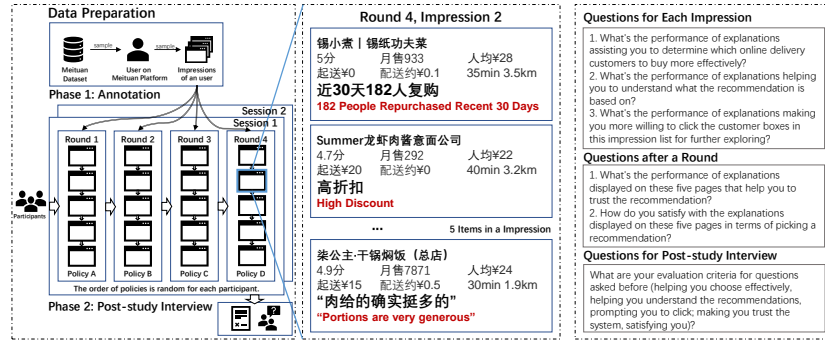 Data Preparation
sample
sample
Meituan
Dataset
User on
Meituan Platform
Impressions
of an user
Phase 1: Annotation
Session 2
Session 1
Round 1
Round 2
Round 3
Round 4
Participants
Policy A
Policy B
Policy C
Policy D
The order of policies is random for each participant.
Phase 2: Post-study Interview
Round 4, Impression 2
锡小煮丨锡纸功夫菜
5分 月售933 人均¥28
起送¥0 配送约¥0.1 35min 3.5km
近30天182人复购
182 People Repurchased Recent 30 Days
Summer龙虾肉酱意面公司
4.7分 月售292 人均¥22
起送¥20 配送约¥0 40min 3.2km
高折扣
High Discount
...
5 Items in a Impression
柒公主·干锅焖饭（总店）
4.9分 月售7871 人均¥24
起送¥15 配送约¥0.5 30min 1.9km
“肉给的确实挺多的”
“Portions are very generous”
Questions for Each Impression
1. What's the performance of explanations
assisting you to determine which online delivery
customers to buy more effectively?
2. What's the performance of explanations helping
you to understand what the recommendation is
based on?
3. What's the performance of explanations making
you more willing to click the customer boxes in
this impression list for further exploring?
Questions after a Round
1. What's the performance of explanations
displayed on these five pages that help you to
trust the recommendation?
2. How do you satisfy with the explanations
displayed on these five pages in terms of picking a
recommendation?
Questions for Post-study Interview
What are your evaluation criteria for questions
asked before (helping you choose effectively,
helping you understand the recommendations,
prompting you to click; making you trust the
system, satisfying you)?